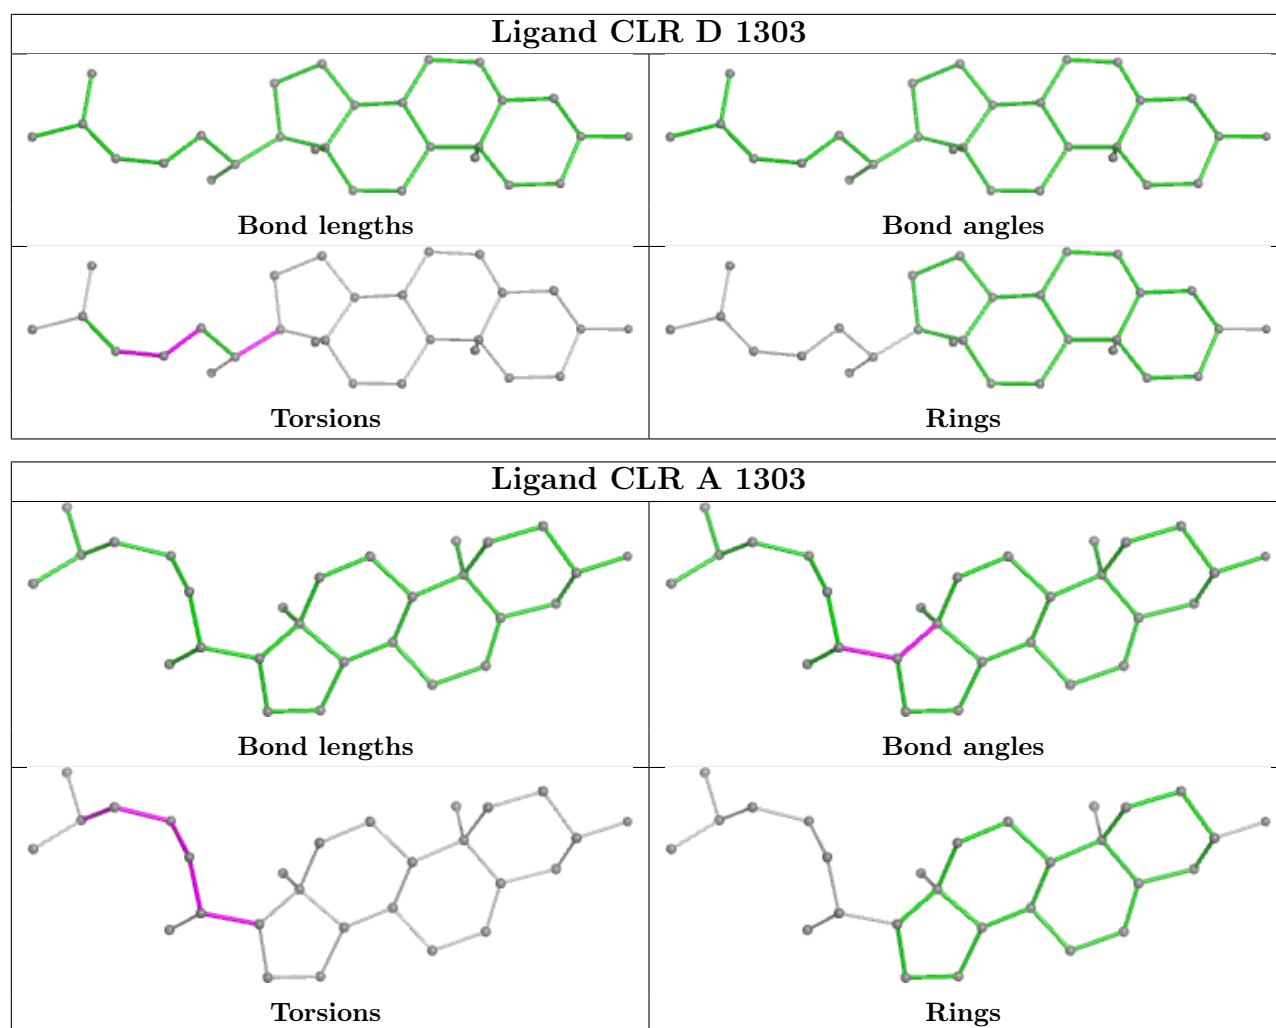 Ligand CLR D 1303
Bond lengths
Bond angles
Torsions
Rings
Ligand CLR A 1303
Bond lengths
Bond angles
Torsions
Rings